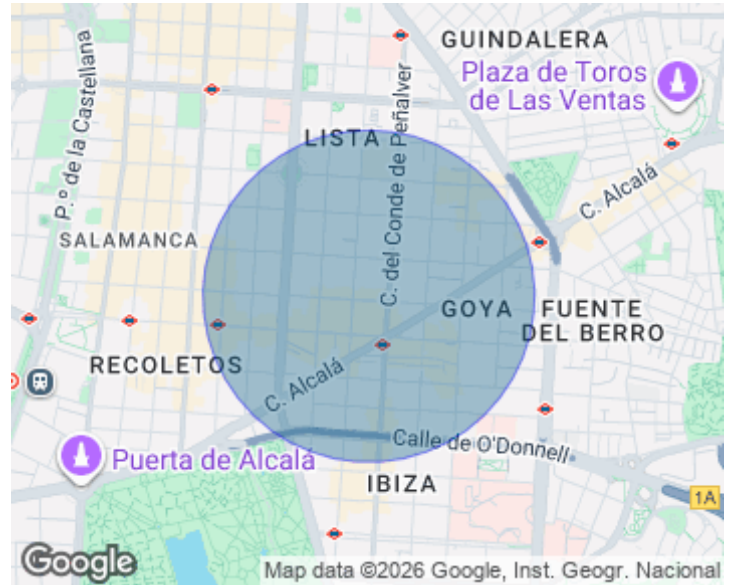 GUINDALERA
Plaza de Toros
de Las Ventas
P.º de la Castellana
LISTA
C. del Conde de Peñalver
C. Alcalá
SALAMANCA
GOYA
FUENTE
DEL BERRO
RECOLETOS
C. Alcalá
Calle de O'Donnell
Puerta de Alcalá
IBIZA
1A
Google
Map data ©2026 Google, Inst. Geogr. Nacional